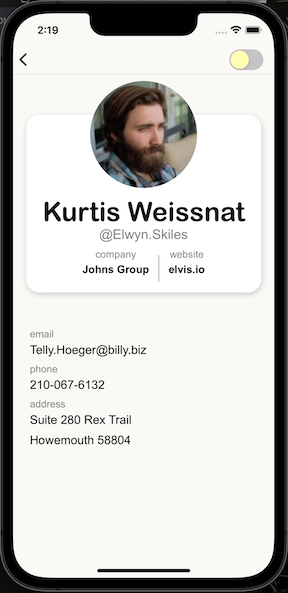 2:19
Kurtis Weissnat
@Elwyn.Skiles
company
website
Johns Group
elvis.io
email
Telly.Hoeger@billy.biz
phone
210-067-6132
address
Suite 280 Rex Trail
Howemouth 58804